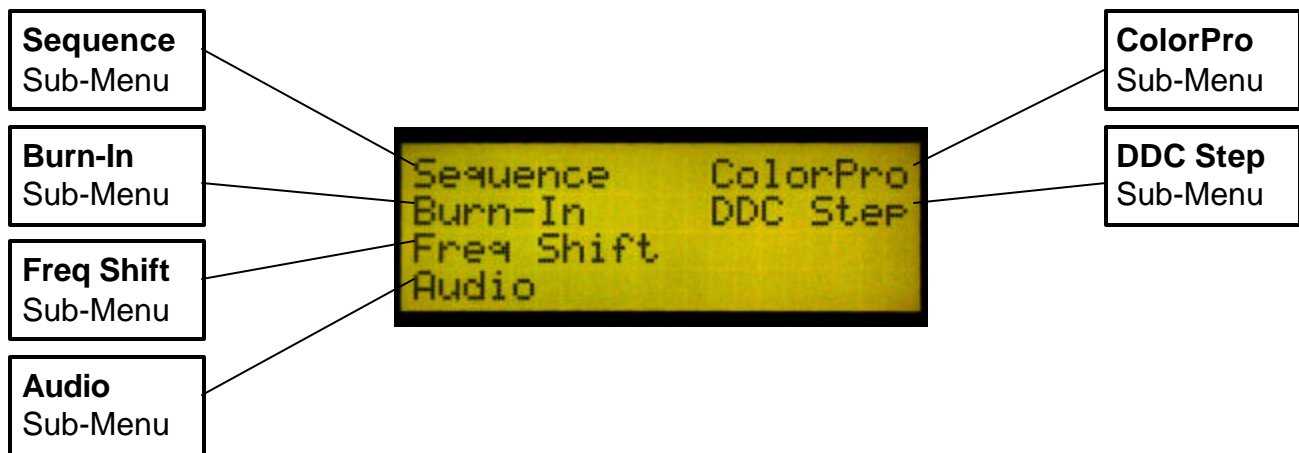 Sequence
Sub-Menu
Burn-In
Sub-Menu
Freq Shift
Sub-Menu
Audio
Sub-Menu
Sequence ColorPro
Burn-In DDC Step
Freq Shift
Audio
ColorPro
Sub-Menu
DDC Step
Sub-Menu